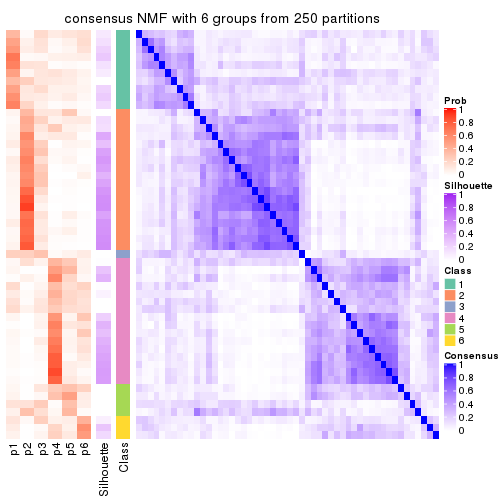 consensus NMF with 6 groups from 250 partitions
Prob
1
0.8
0.6
0.4
0.2
0
Silhouette
1
0.8
0.6
0.4
0.2
0
Class
1
2
3
4
5
6
Consensus
1
0.8
0.6
0.4
0.2
0
p1
p2
p3
p4
p5
p6
Silhouette
Class